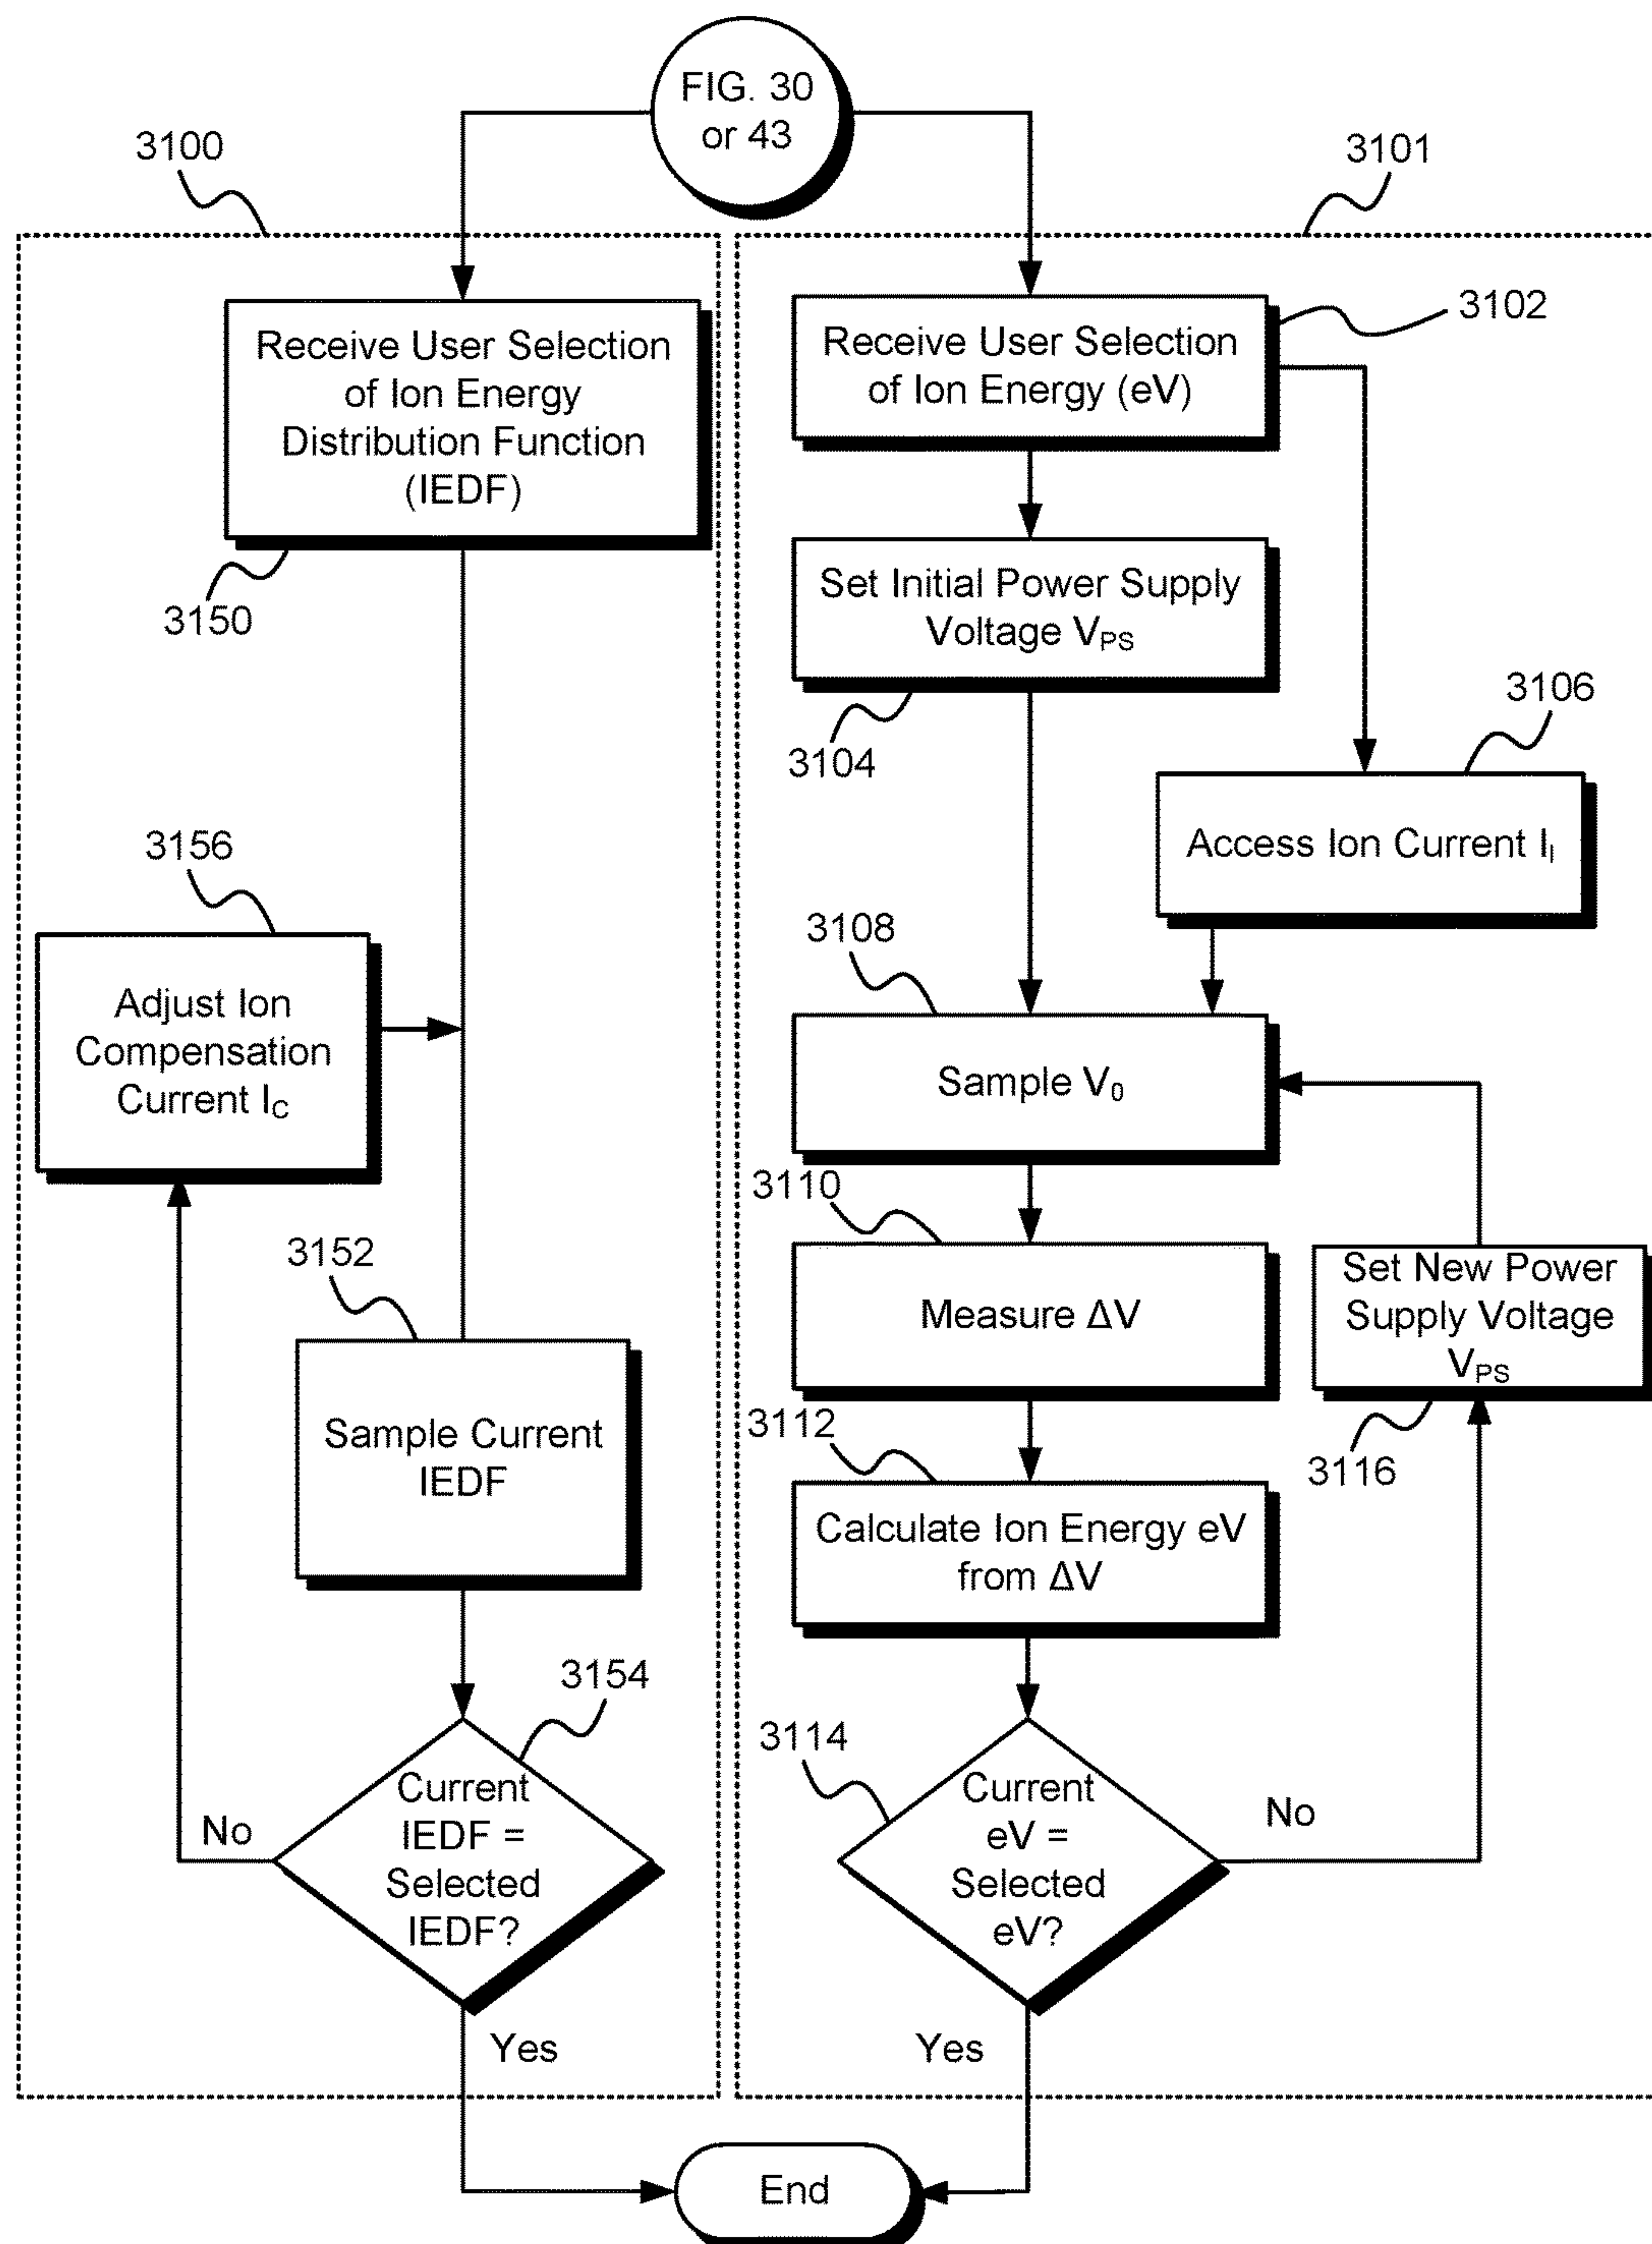 FIG. 30
or 43
3100
3101
Receive User Selection
of Ion Energy
Distribution Function
(IEDF)
3150
3102
Receive User Selection
of Ion Energy (eV)
Set Initial Power Supply
Voltage VPS
3104
3106
Access Ion Current II
3156
Adjust Ion
Compensation
Current IC
3108
Sample V0
3110
Measure ΔV
3152
Sample Current
IEDF
Set New Power
Supply Voltage
VPS
3116
3112
Calculate Ion Energy eV
from ΔV
3154
Current
IEDF =
Selected
IEDF?
No
Yes
3114
Current
eV =
Selected
eV?
No
Yes
End